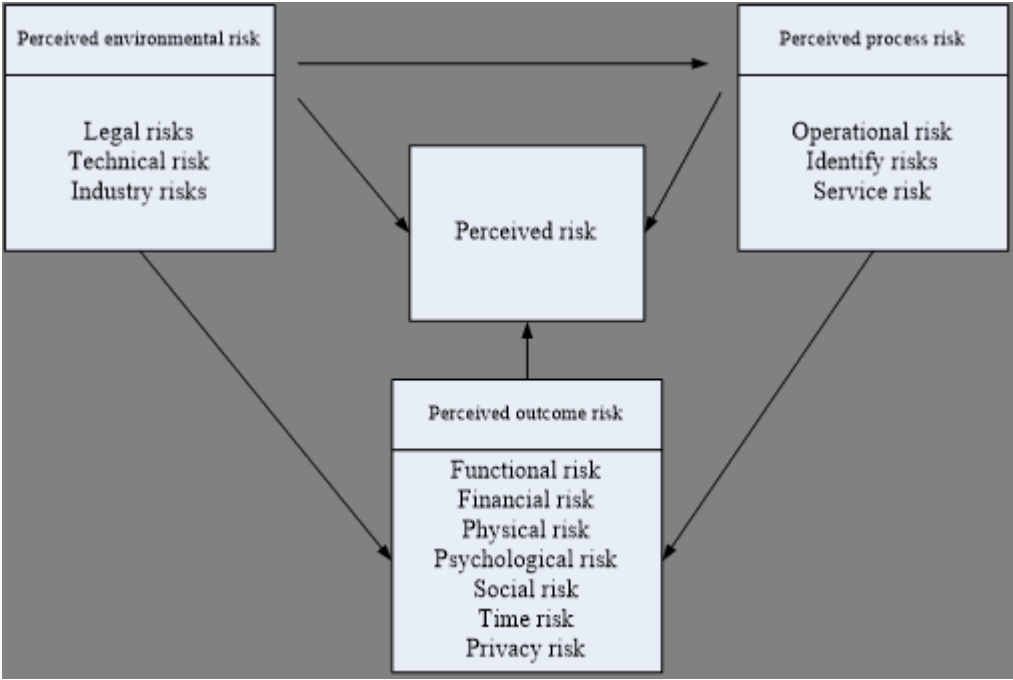 Perceived environmental risk
Legal risks
Technical risk
Industry risks
Perceived process risk
Operational risk
Identify risks
Service risk
Perceived risk
Perceived outcome risk
Functional risk
Financial risk
Physical risk
Psychological risk
Social risk
Time risk
Privacy risk